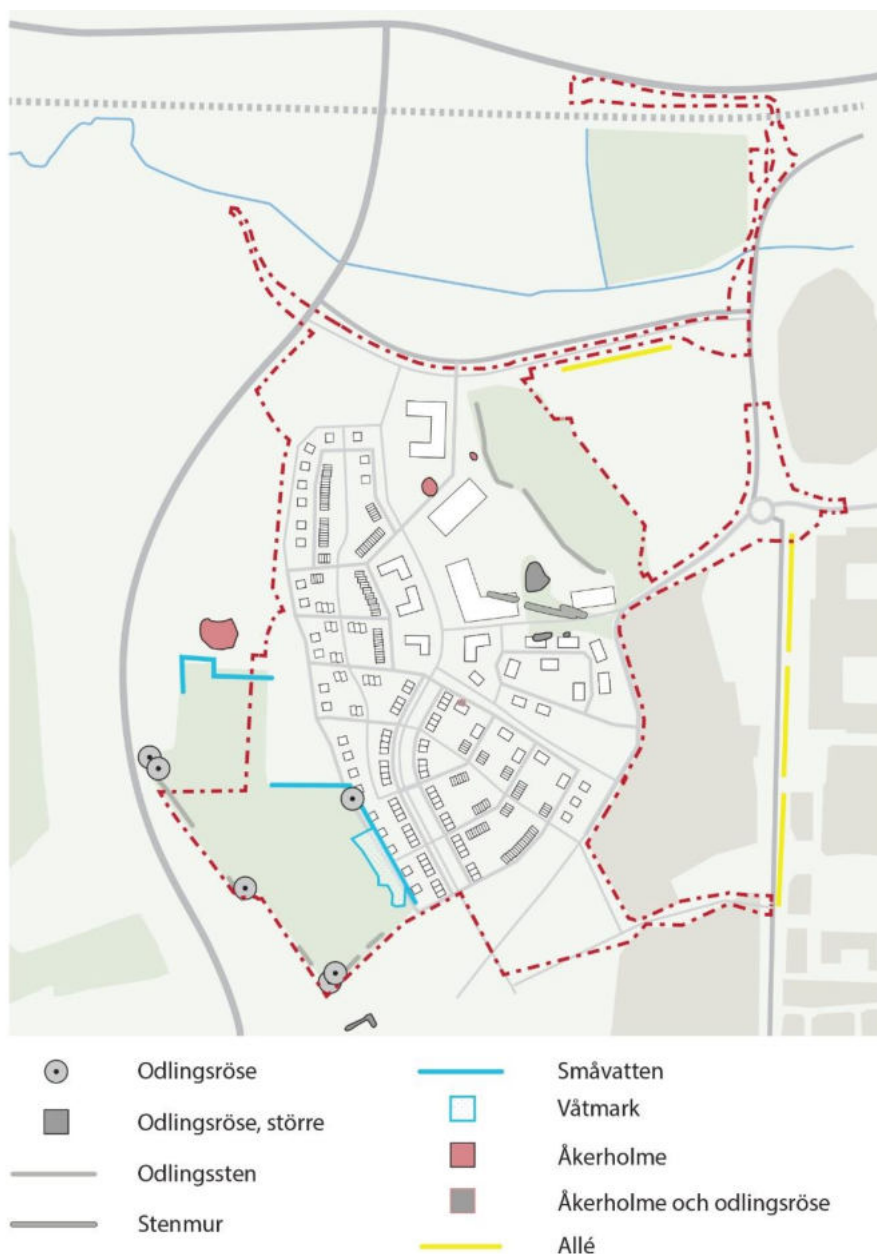 Odlingsröse
Odlingsröse, större
Odlingssten
Stenmur
Småvatten
Våtmark
Åkerholme
Åkerholme och odlingsröse
Allé